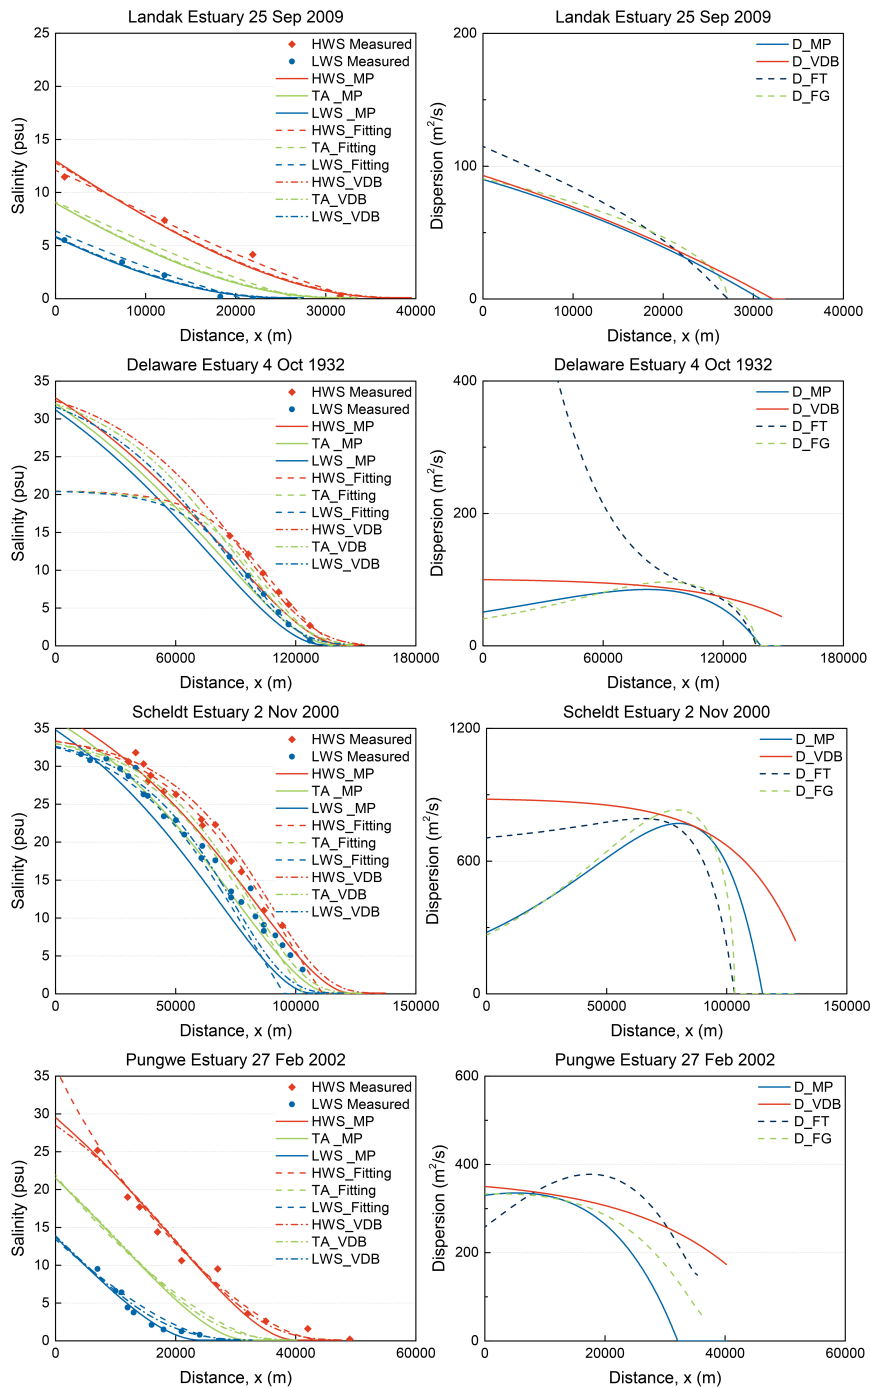 Landak Estuary 25 Sep 2009
25
20
15
10
5
0
Salinity (psu)
HWS Measured
LWS Measured
HWS_MP
TA _MP
LWS _MP
HWS_Fitting
TA_Fitting
LWS_Fitting
HWS_VDB
TA_VDB
LWS_VDB
0 10000 20000 30000 40000
Distance, x (m)
Landak Estuary 25 Sep 2009
200
100
0
Dispersion (m²/s)
D_MP
D_VDB
D_FT
D_FG
0 10000 20000 30000 40000
Distance, x (m)
Delaware Estuary 4 Oct 1932
35
30
25
20
15
10
5
0
Salinity (psu)
HWS Measured
LWS Measured
HWS_MP
TA _MP
LWS _MP
HWS_Fitting
TA_Fitting
LWS_Fitting
HWS_VDB
TA_VDB
LWS_VDB
0 60000 120000 180000
Distance, x (m)
Delaware Estuary 4 Oct 1932
400
200
0
Dispersion (m²/s)
D_MP
D_VDB
D_FT
D_FG
0 60000 120000 180000
Distance, x (m)
Scheldt Estuary 2 Nov 2000
35
30
25
20
15
10
5
0
Salinity (psu)
HWS Measured
LWS Measured
HWS_MP
TA _MP
LWS _MP
HWS_Fitting
TA_Fitting
LWS_Fitting
HWS_VDB
TA_VDB
LWS_VDB
0 50000 100000 150000
Distance, x (m)
Scheldt Estuary 2 Nov 2000
1200
600
0
Dispersion (m²/s)
D_MP
D_VDB
D_FT
D_FG
0 50000 100000 150000
Distance, x (m)
Pungwe Estuary 27 Feb 2002
35
30
25
20
15
10
5
0
Salinity (psu)
HWS Measured
LWS Measured
HWS_MP
TA _MP
LWS _MP
HWS_Fitting
TA_Fitting
LWS_Fitting
HWS_VDB
TA_VDB
LWS_VDB
0 20000 40000 60000
Distance, x (m)
Pungwe Estuary 27 Feb 2002
600
400
200
0
Dispersion (m²/s)
D_MP
D_VDB
D_FT
D_FG
0 20000 40000 60000
Distance, x (m)